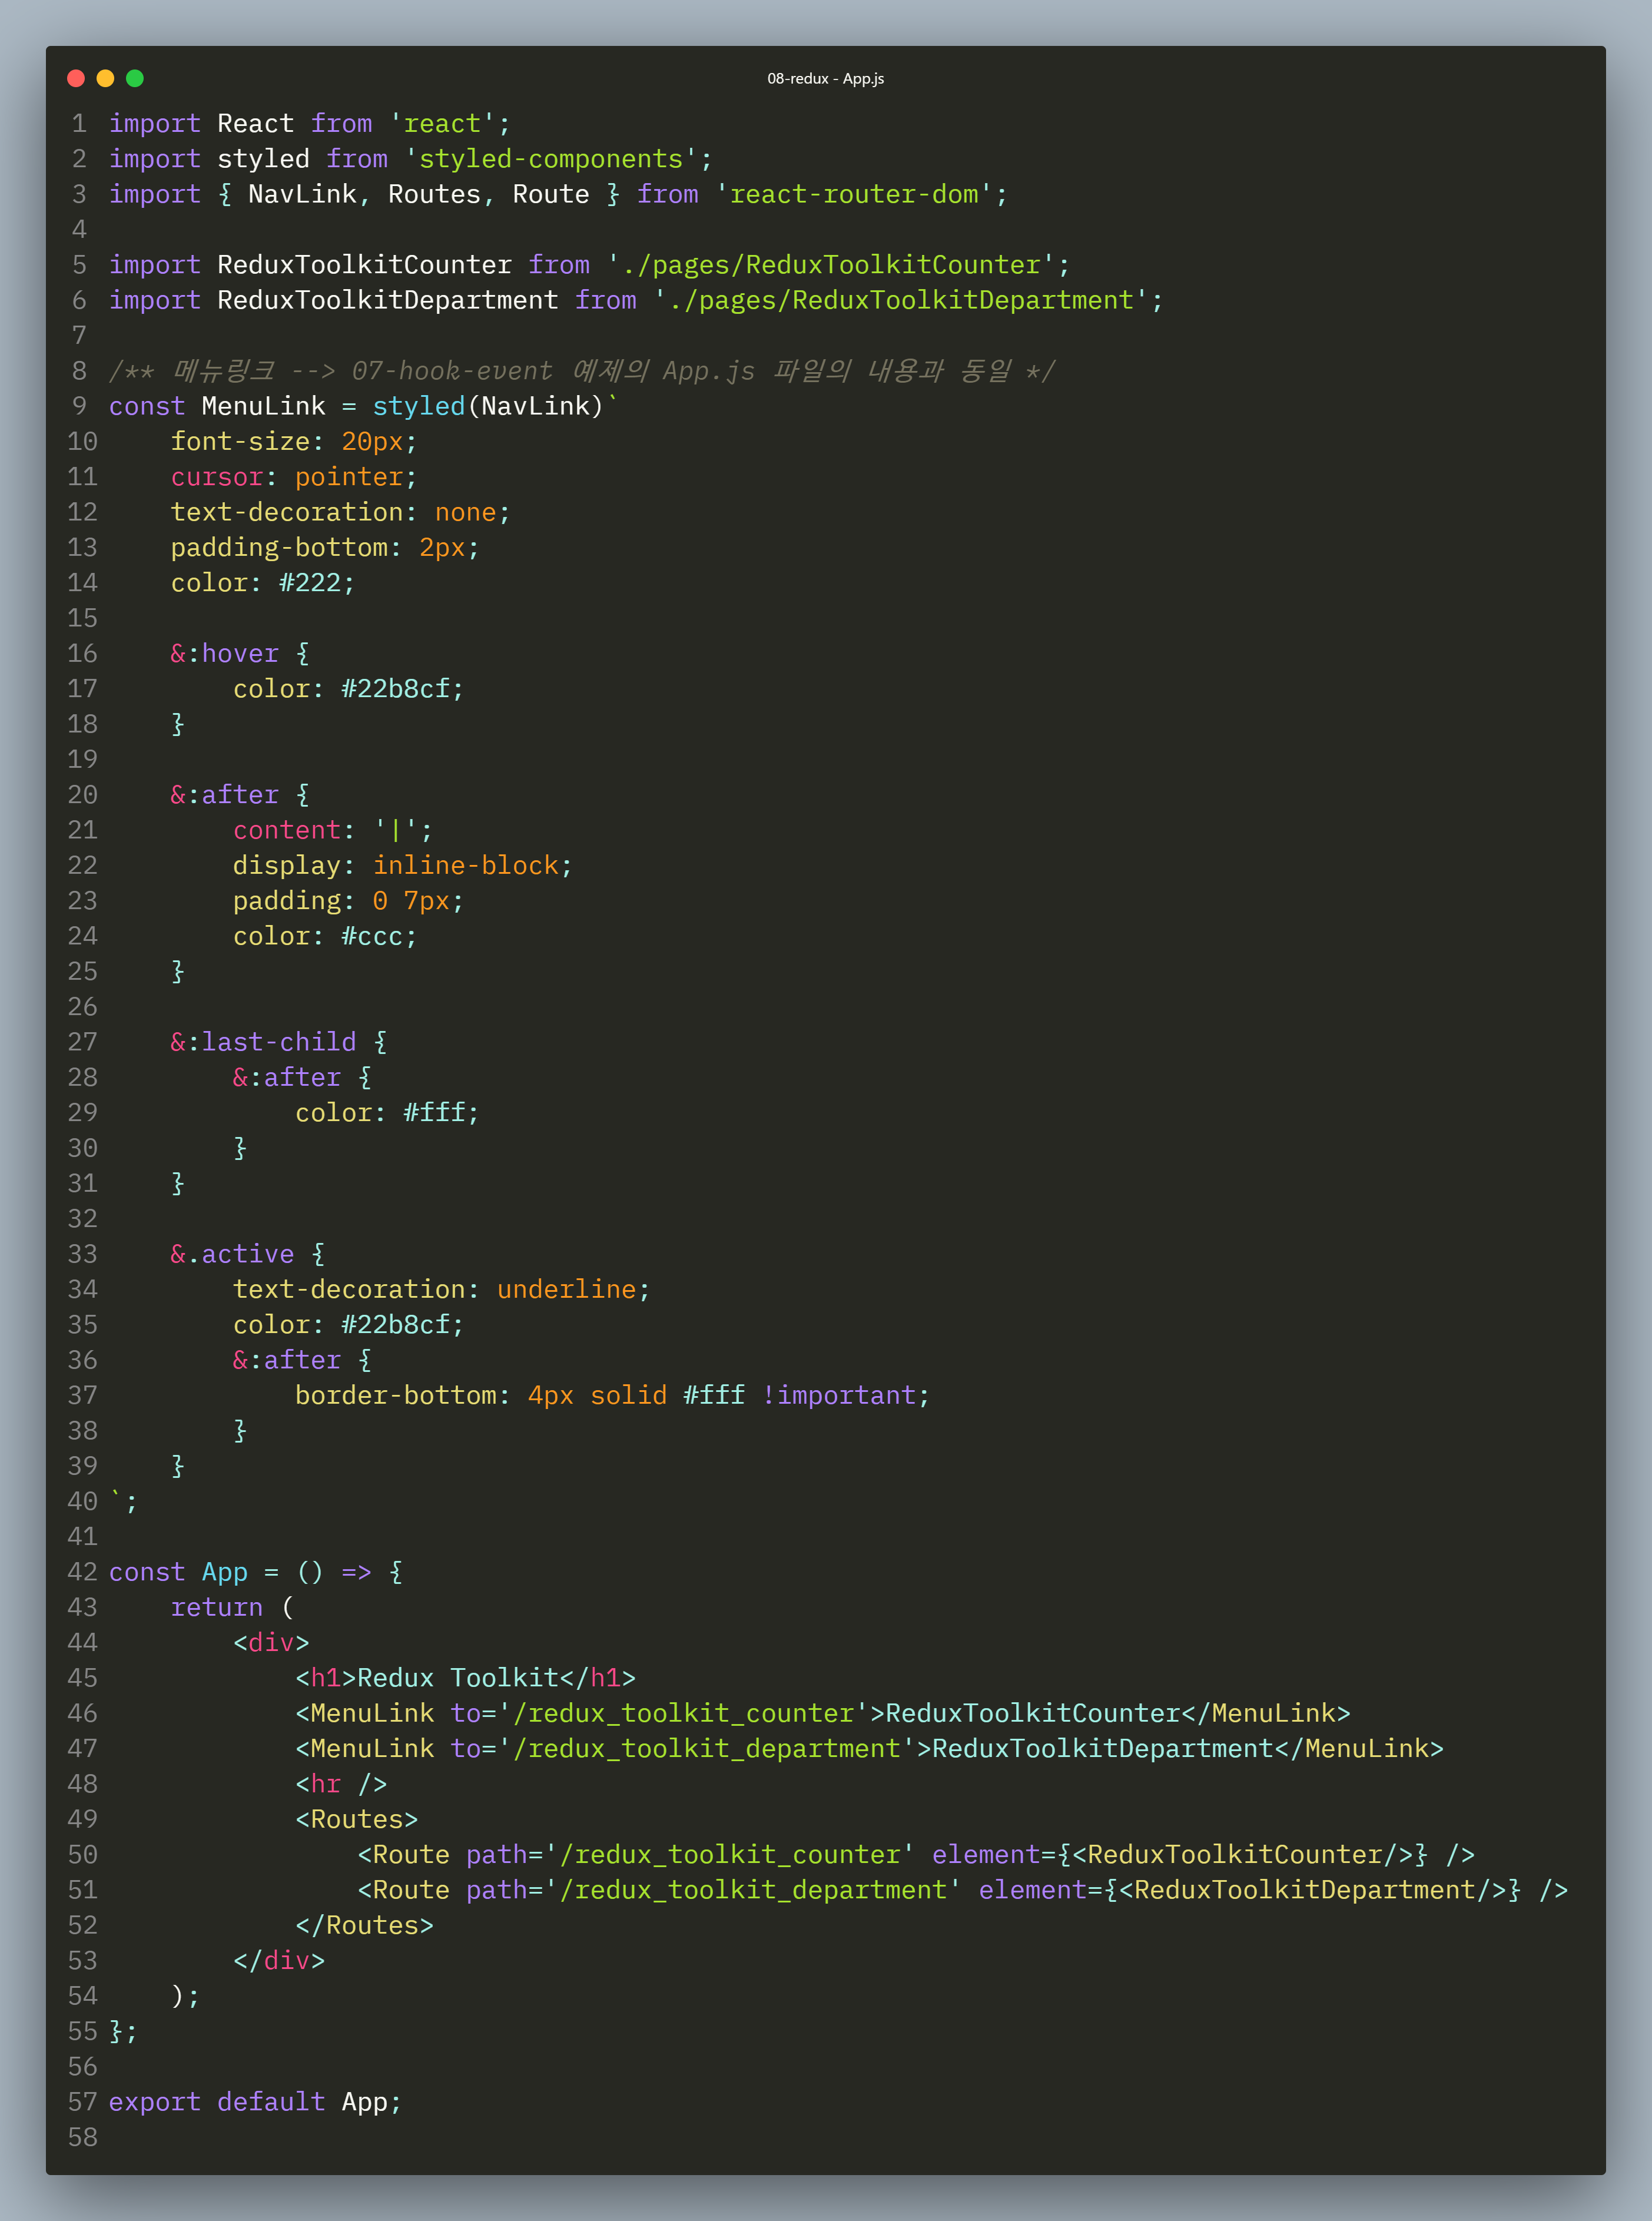 08-redux - App.js
1 import React from 'react';
2 import styled from 'styled-components';
3 import { NavLink, Routes, Route } from 'react-router-dom';
4
5 import ReduxToolkitCounter from './pages/ReduxToolkitCounter';
6 import ReduxToolkitDepartment from './pages/ReduxToolkitDepartment';
7
8 /** 메뉴링크 --> 07-hook-event 예제의 App.js 파일의 내용과 동일 */
9 const MenuLink = styled(NavLink)`
10     font-size: 20px;
11     cursor: pointer;
12     text-decoration: none;
13     padding-bottom: 2px;
14     color: #222;
15
16     &:hover {
17         color: #22b8cf;
18     }
19
20     &:after {
21         content: '|';
22         display: inline-block;
23         padding: 0 7px;
24         color: #ccc;
25     }
26
27     &:last-child {
28         &:after {
29             color: #fff;
30         }
31     }
32
33     &.active {
34         text-decoration: underline;
35         color: #22b8cf;
36         &:after {
37             border-bottom: 4px solid #fff !important;
38         }
39     }
40 `;
41
42 const App = () => {
43     return (
44         <div>
45             <h1>Redux Toolkit</h1>
46             <MenuLink to='/redux_toolkit_counter'>ReduxToolkitCounter</MenuLink>
47             <MenuLink to='/redux_toolkit_department'>ReduxToolkitDepartment</MenuLink>
48             <hr />
49             <Routes>
50                 <Route path='/redux_toolkit_counter' element={<ReduxToolkitCounter/>} />
51                 <Route path='/redux_toolkit_department' element={<ReduxToolkitDepartment/>} />
52             </Routes>
53         </div>
54     );
55 };
56
57 export default App;
58